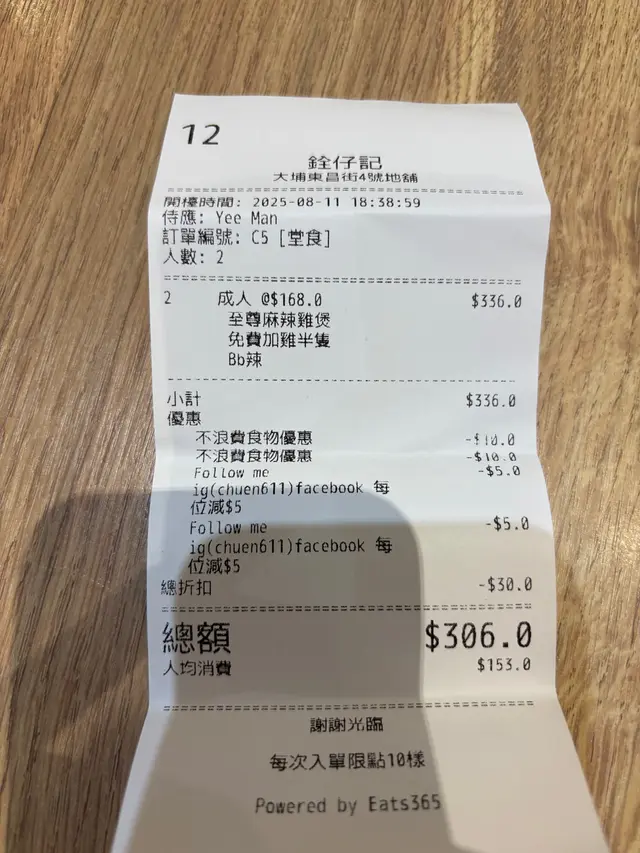 12
銓仔記
大埔東昌街4號地舖
開檯時間: 2025-08-11 18:38:59
侍應: Yee Man
訂單編號: C5 [堂食]
人數: 2
2 成人 @$168.0 $336.0
至尊麻辣雞煲
免費加雞半隻
Bb辣
小計 $336.0
優惠
不浪費食物優惠 -$10.0
不浪費食物優惠 -$10.0
Follow me -$5.0
ig(chuen611)facebook 每
位減$5
Follow me -$5.0
ig(chuen611)facebook 每
位減$5
總折扣 -$30.0
總額 $306.0
人均消費 $153.0
謝謝光臨
每次入單限點10樣
Powered by Eats365